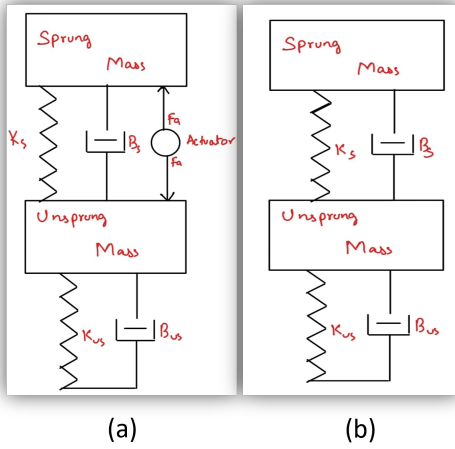 Sprung
Mass
Ks
Bs
Fa
Actuator
Fa
Unsprung
Mass
Kus
Bus
(a)
Sprung
Mass
Ks
Bs
Unsprung
Mass
Kus
Bus
(b)